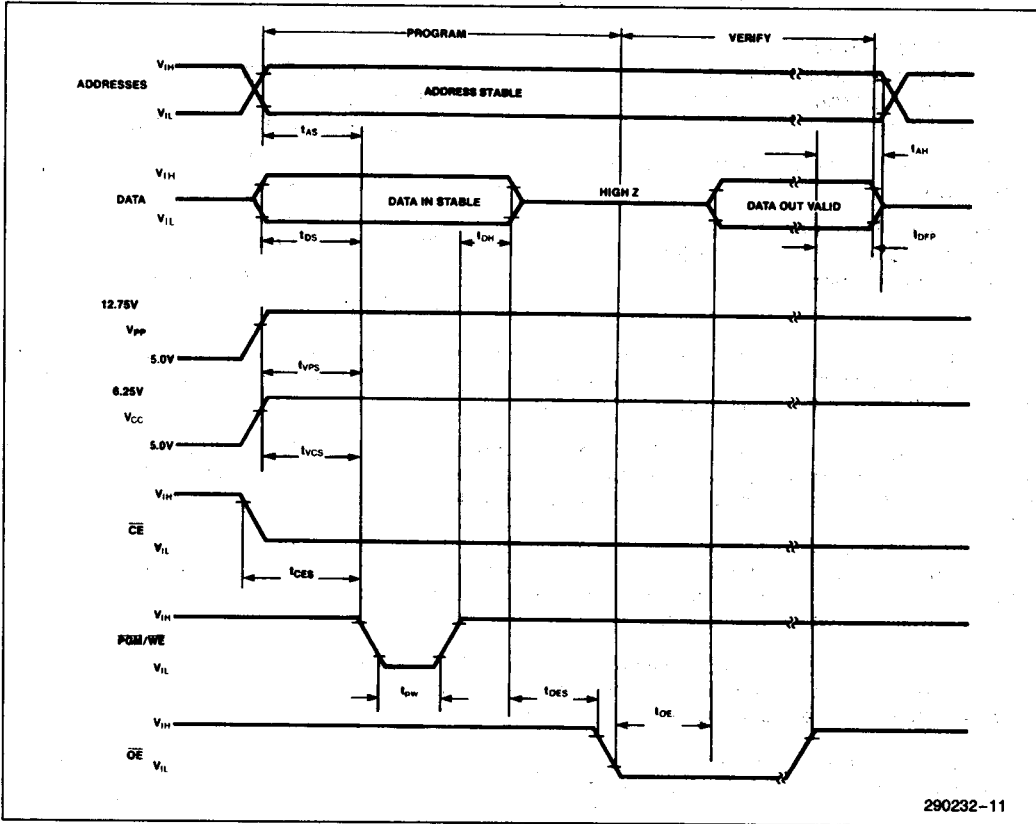 PROGRAM
VERIFY
ADDRESSES
VIH
VIL
ADDRESS STABLE
tAS
tAH
DATA
VIH
VIL
DATA IN STABLE
HIGH Z
DATA OUT VALID
tDS
tDH
tDFP
12.75V
VPP
5.0V
tVPS
6.25V
VCC
5.0V
tVCS
VIH
CE
VIL
tCES
VIH
PGM/WE
VIL
tPW
tOES
tOE
VIH
OE
VIL
290232-11